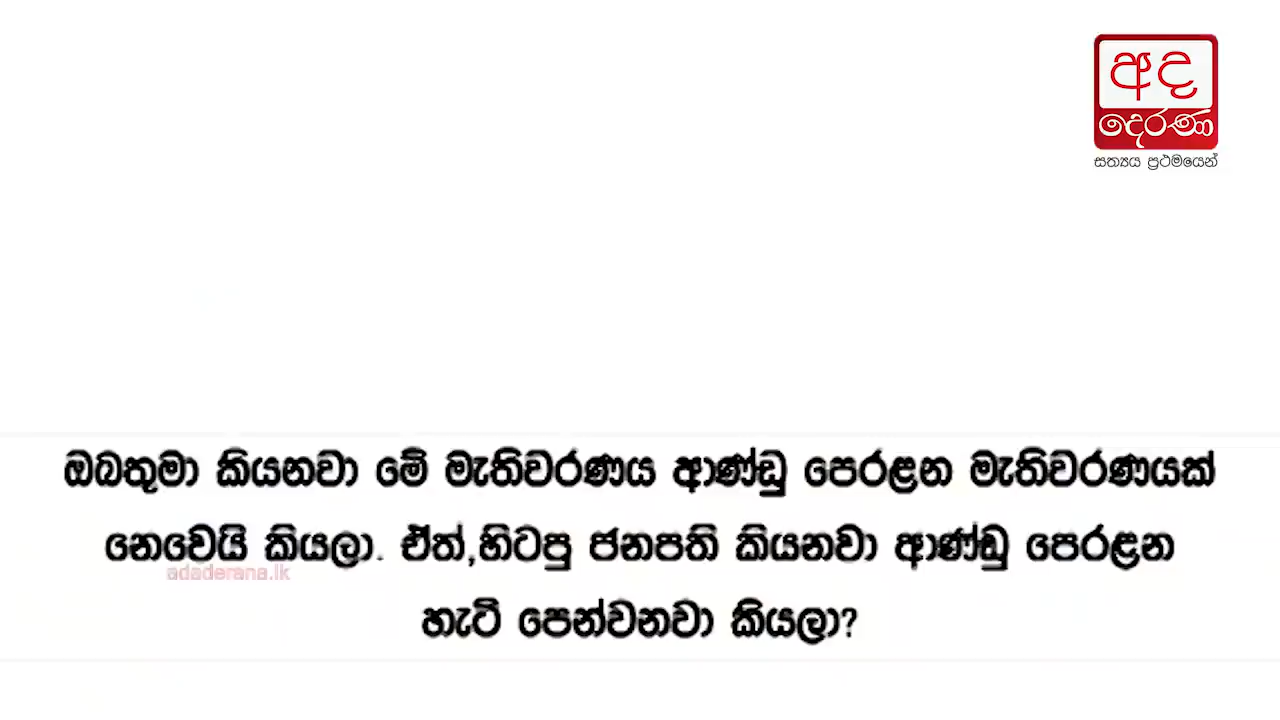 අද
දෙරණ
සත්‍යය ප්‍රථමයෙන්
ඔබතුමා කියනවා මේ මැතිවරණය ආණ්ඩු පෙරළන මැතිවරණයක්
නෙවෙයි කියලා. ඒත්,හිටපු ජනපති කියනවා ආණ්ඩු පෙරළන
adaderana.lk
හැටි පෙන්වනවා කියලා?